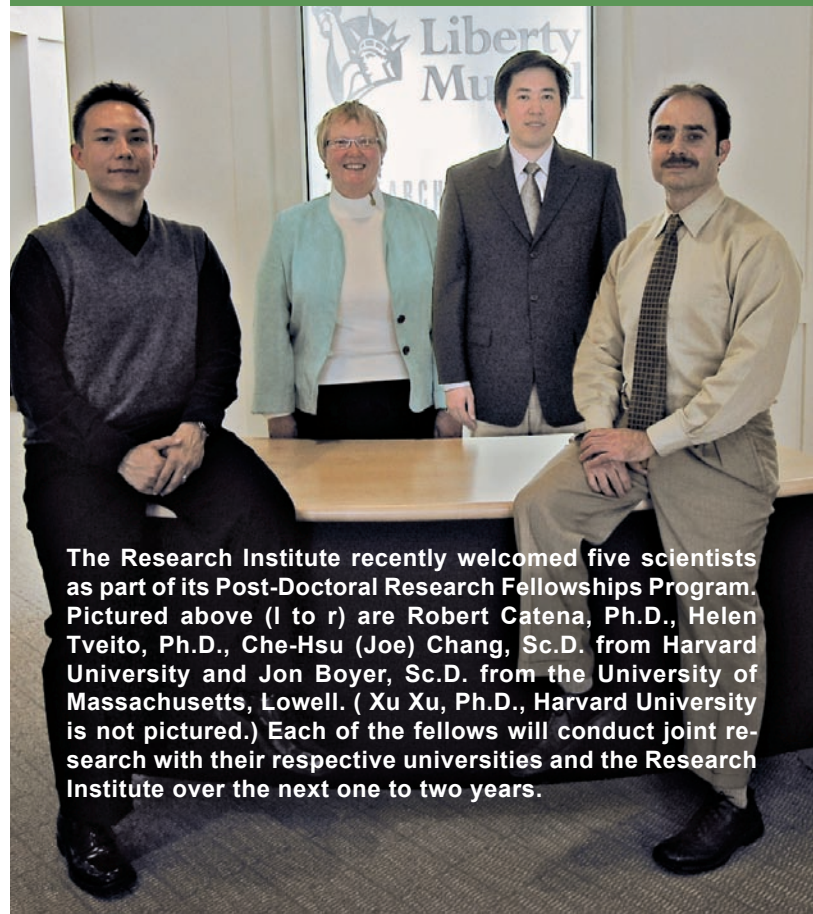 Liberty
The Research Institute recently welcomed five scientists
as part of its Post-Doctoral Research Fellowships Program.
Pictured above (l to r) are Robert Catena, Ph.D., Helen
Tveito, Ph.D., Che-Hsu (Joe) Chang, Sc.D. from Harvard
University and Jon Boyer, Sc.D. from the University of
Massachusetts, Lowell. ( Xu Xu, Ph.D., Harvard University
is not pictured.) Each of the fellows will conduct joint re-
search with their respective universities and the Research
Institute over the next one to two years.